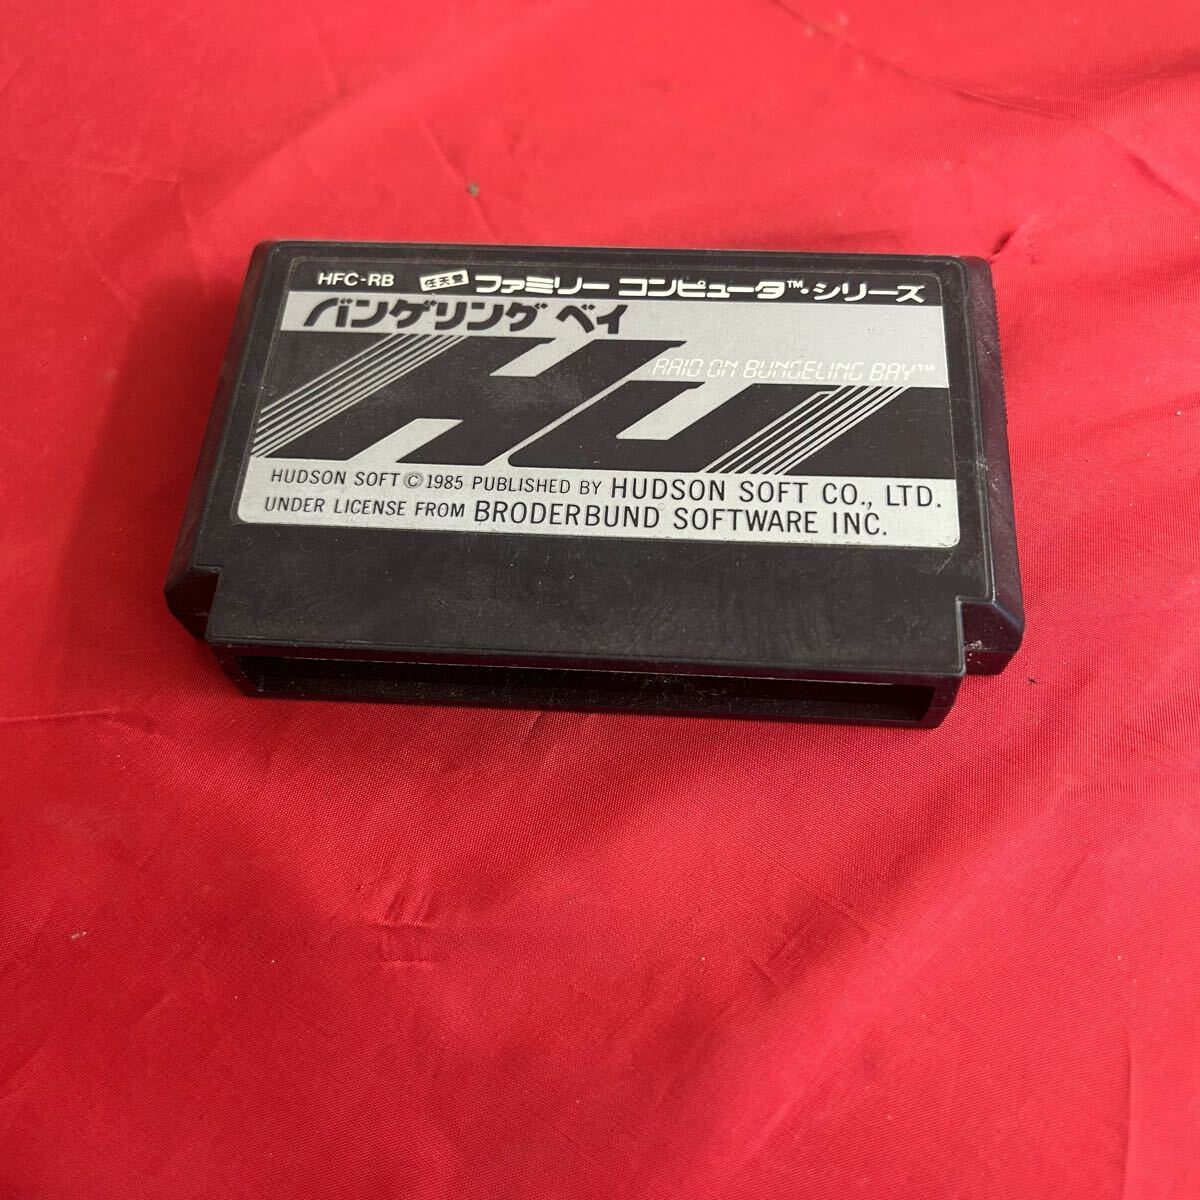 HFC-RB 任天堂 ファミリー コンピュータ™・シリーズ
バンゲリング ベイ
HU
RAID ON BUNGELING BAY™
HUDSON SOFT © 1985 PUBLISHED BY HUDSON SOFT CO., LTD.
UNDER LICENSE FROM BRODERBUND SOFTWARE INC.